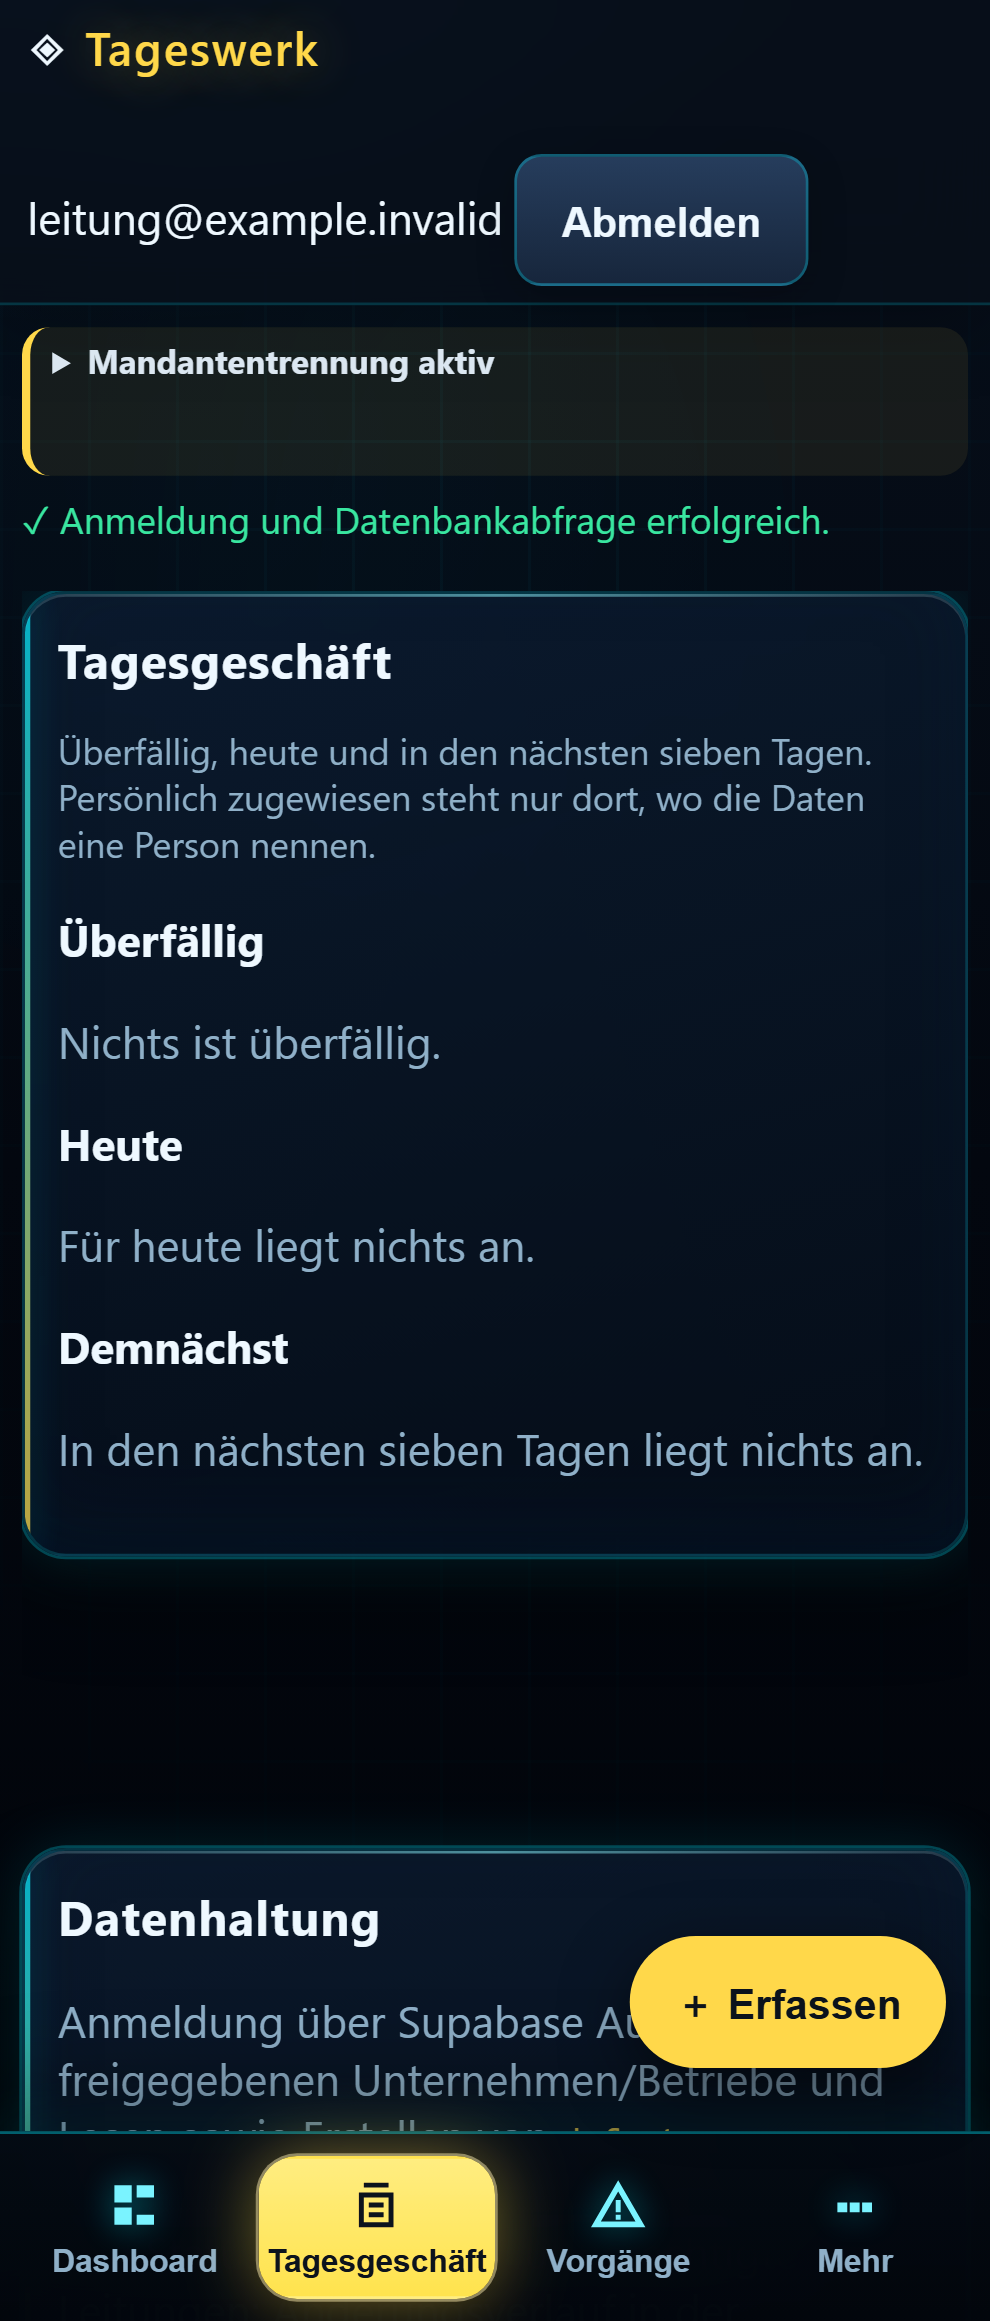 Tageswerk
leitung@example.invalid Abmelden
Mandantentrennung aktiv
✓ Anmeldung und Datenbankabfrage erfolgreich.
Tagesgeschäft
Überfällig, heute und in den nächsten sieben Tagen.
Persönlich zugewiesen steht nur dort, wo die Daten
eine Person nennen.
Überfällig
Nichts ist überfällig.
Heute
Für heute liegt nichts an.
Demnächst
In den nächsten sieben Tagen liegt nichts an.
Datenhaltung
+ Erfassen
Anmeldung über Supabase
freigegebenen Unternehmen/Betriebe und
Dashboard
Tagesgeschäft
Vorgänge
Mehr